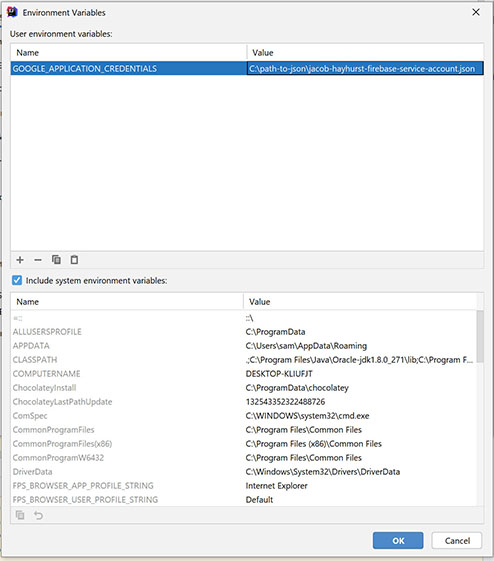 Environment Variables
User environment variables:
Name Value
GOOGLE_APPLICATION_CREDENTIALS C:\path-to-json\jacob-hayhurst-firebase-service-account.json
Include system environment variables:
Name Value
=:: ::\
ALLUSERSPROFILE C:\ProgramData
APPDATA C:\Users\sam\AppData\Roaming
CLASSPATH .;C:\Program Files\Java\Oracle-jdk1.8.0_271\lib;C:\Program F...
COMPUTERNAME DESKTOP-KLIUFJT
ChocolateyInstall C:\ProgramData\chocolatey
ChocolateyLastPathUpdate 132543352322488726
ComSpec C:\WINDOWS\system32\cmd.exe
CommonProgramFiles C:\Program Files\Common Files
CommonProgramFiles(x86) C:\Program Files (x86)\Common Files
CommonProgramW6432 C:\Program Files\Common Files
DriverData C:\Windows\System32\Drivers\DriverData
FPS_BROWSER_APP_PROFILE_STRING Internet Explorer
FPS_BROWSER_USER_PROFILE_STRING Default
OK Cancel